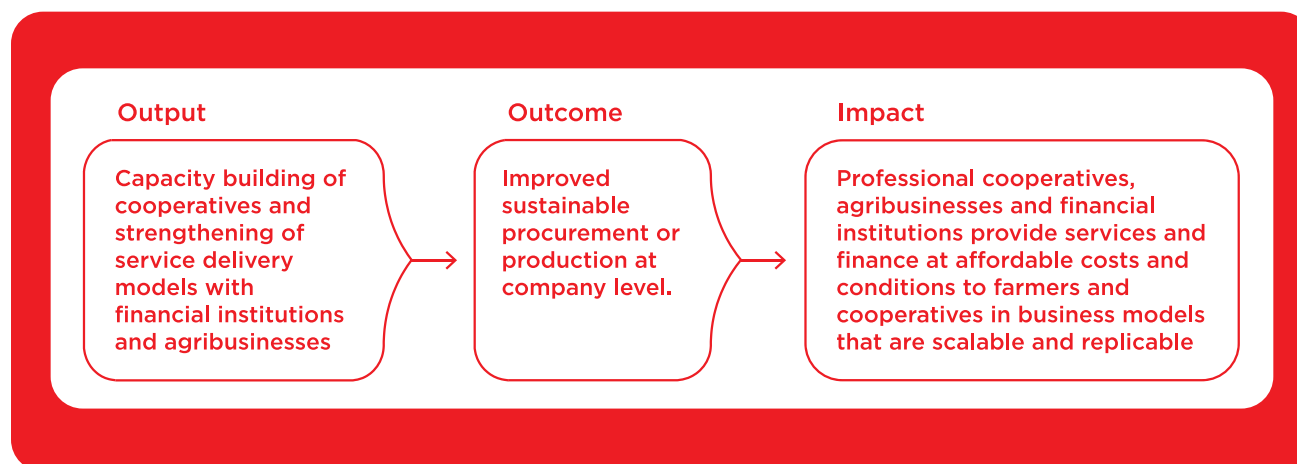 Output
Capacity building of
cooperatives and
strengthening of
service delivery
models with
financial institutions
and agribusinesses
Outcome
Improved
sustainable
procurement or
production at
company level.
Impact
Professional cooperatives,
agribusinesses and financial
institutions provide services and
finance at affordable costs and
conditions to farmers and
cooperatives in business models
that are scalable and replicable